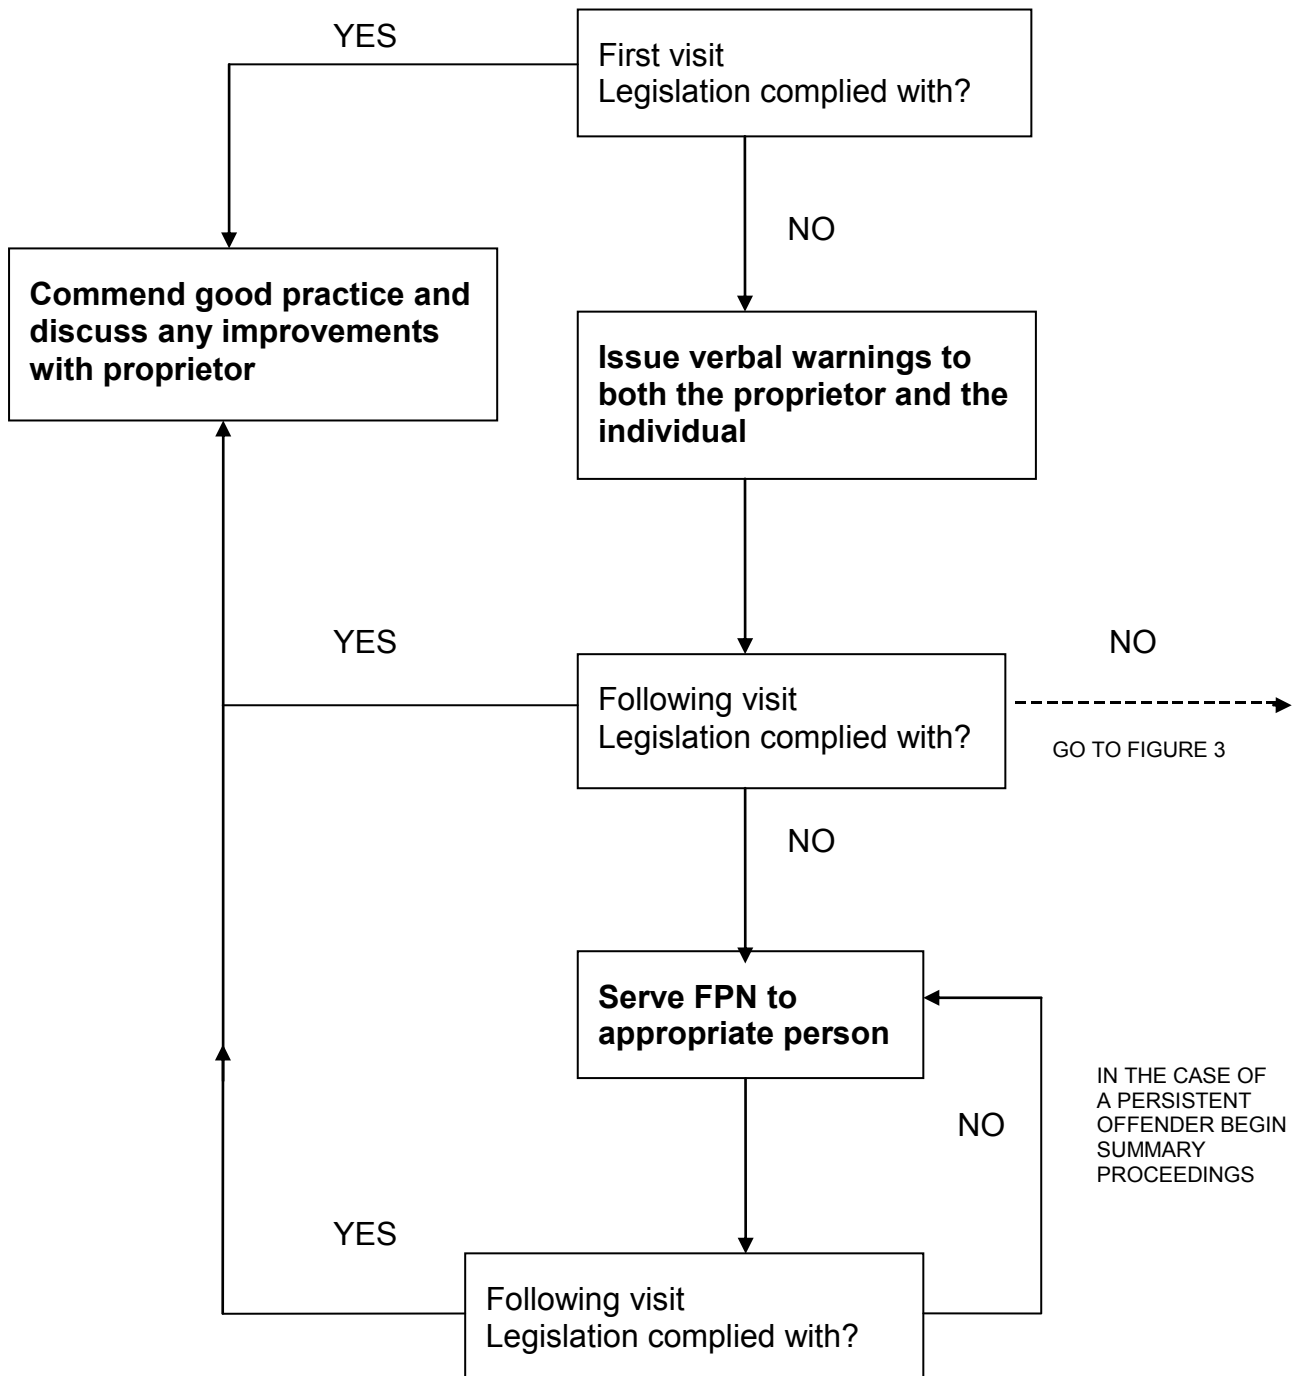 YES
First visit
Legislation complied with?
NO
Commend good practice and
discuss any improvements
with proprietor
Issue verbal warnings to
both the proprietor and the
individual
YES
NO
Following visit
Legislation complied with?
GO TO FIGURE 3
NO
Serve FPN to
appropriate person
IN THE CASE OF
A PERSISTENT
OFFENDER BEGIN
SUMMARY
PROCEEDINGS
NO
YES
Following visit
Legislation complied with?